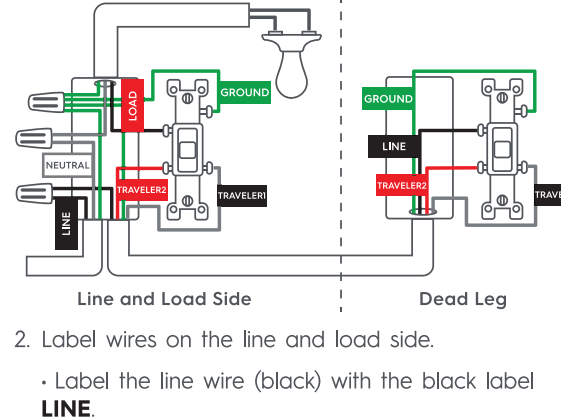 LOAD
GROUND
NEUTRAL
TRAVELER2
TRAVELER1
LINE
GROUND
LINE
TRAVELER2
TRAVE
Line and Load Side
Dead Leg
2. Label wires on the line and load side.
• Label the line wire (black) with the black label
LINE.